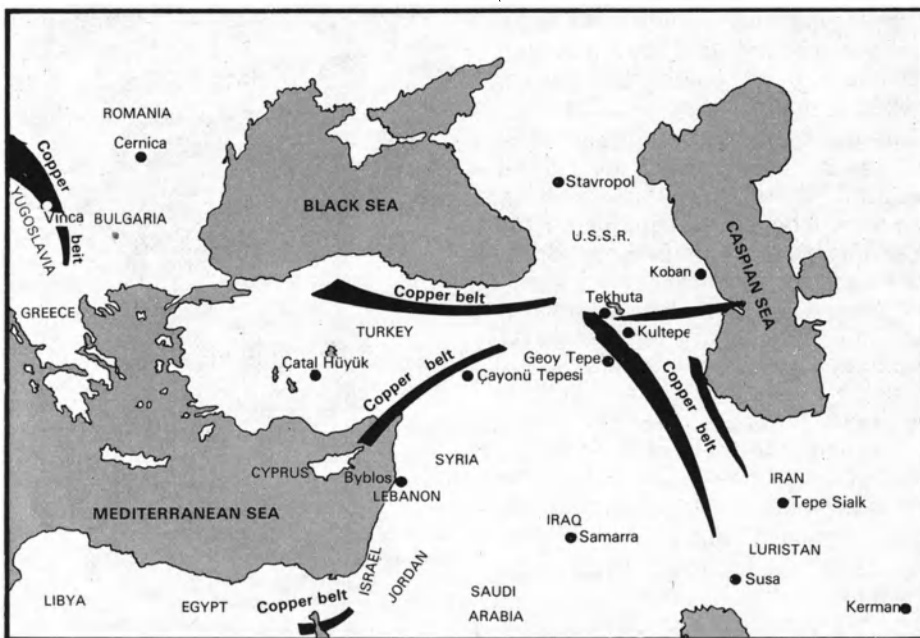 ROMANIA
Cernica
Copper
belt
YUGOSLAVIA
Vinca
BULGARIA
BLACK SEA
Stavropol
U.S.S.R.
CASPIAN SEA
Koban
GREECE
Copper belt
Tekhuta
TURKEY
Kultepe
Çatal Hüyük
Copper belt
Geoy Tepe
Çayonü Tepesi
Copper belt
CYPRUS
Byblos
SYRIA
LEBANON
IRAN
Tepe Sialk
MEDITERRANEAN SEA
IRAQ
Samarra
LURISTAN
Susa
ISRAEL
JORDAN
LIBYA
EGYPT
Copper belt
SAUDI
ARABIA
Kerman